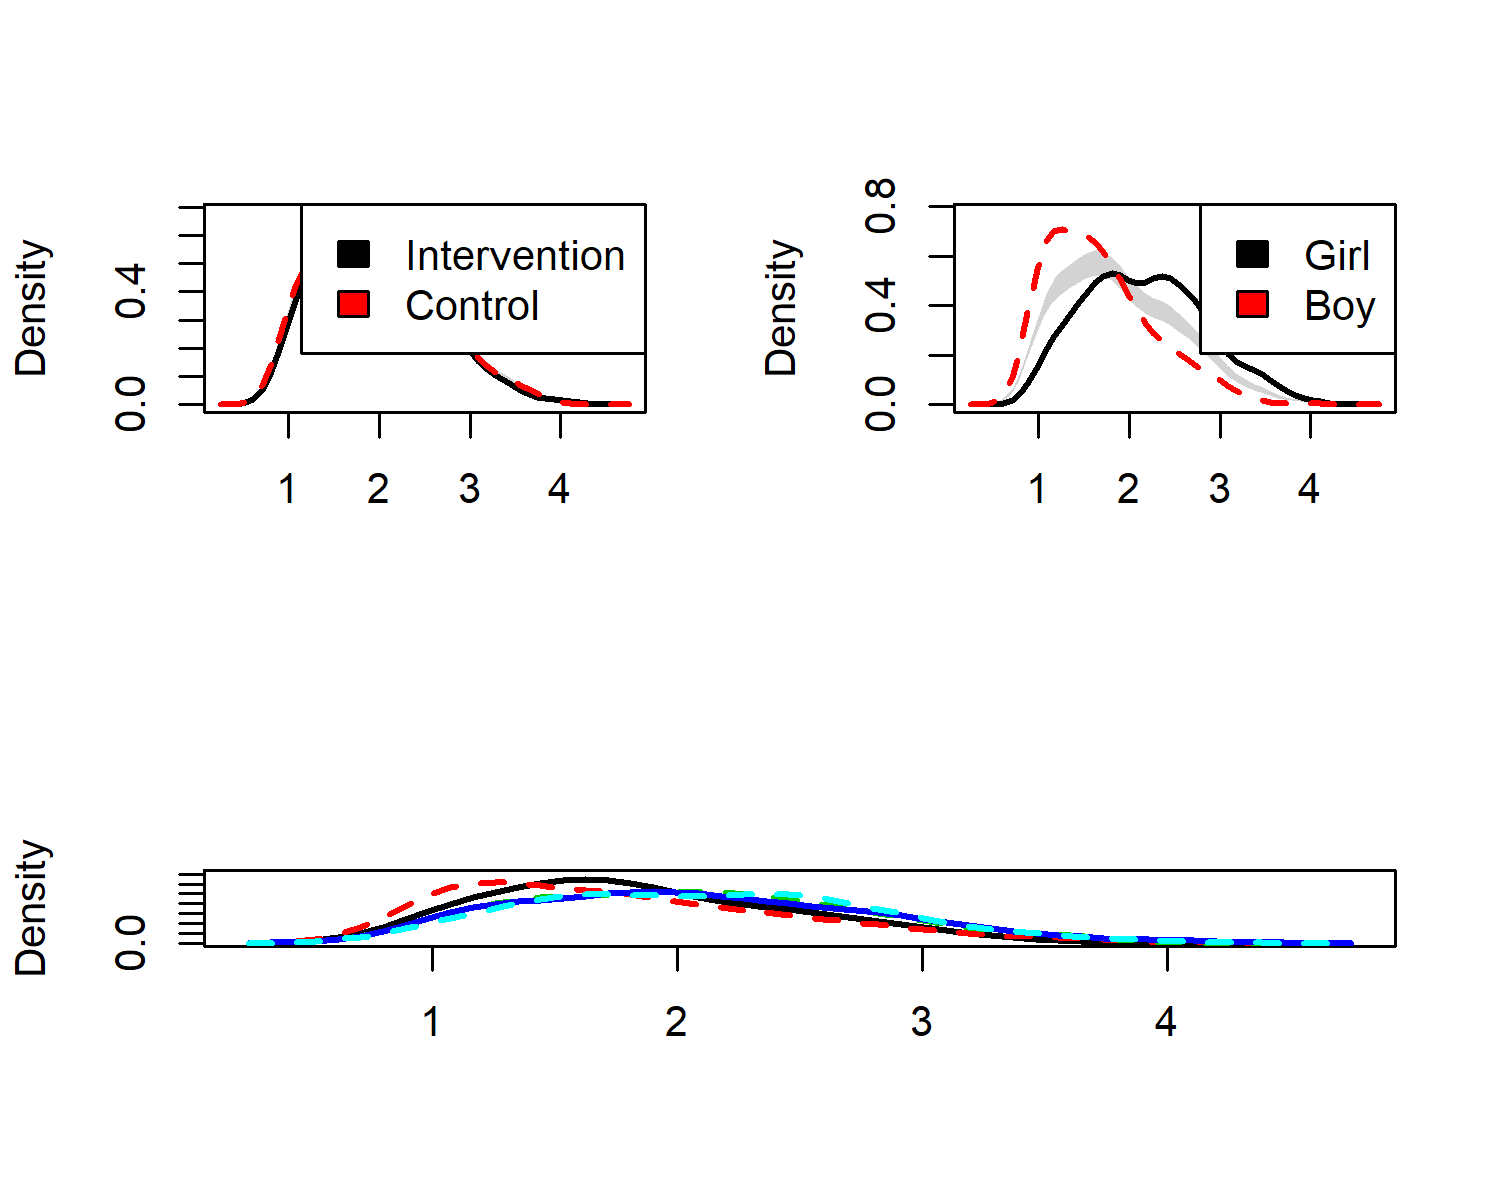 Density
0.0 0.4
Intervention
Control
1 2 3 4
Density
0.0 0.4 0.8
Girl
Boy
1 2 3 4
Density
0.0
1 2 3 4